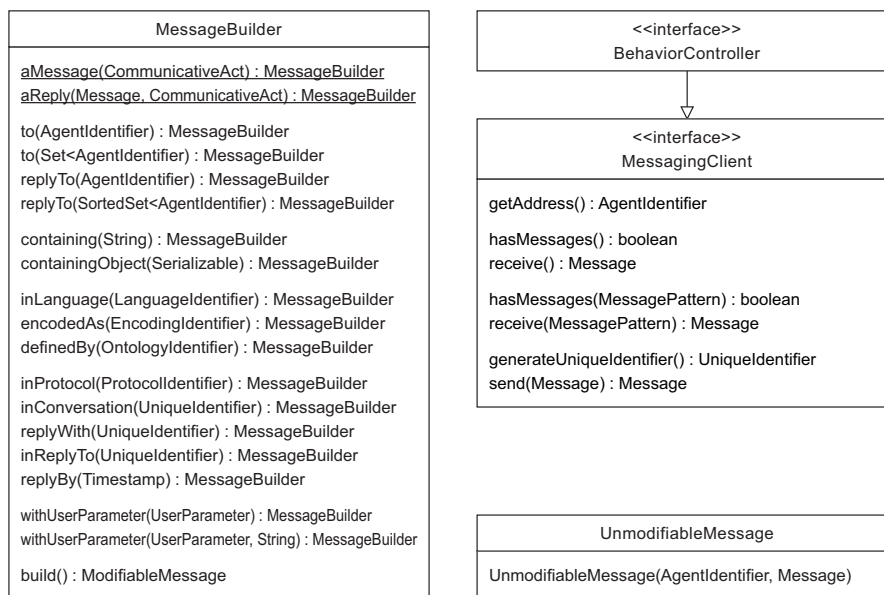 MessageBuilder
aMessage(CommunicativeAct) : MessageBuilder
aReply(Message, CommunicativeAct) : MessageBuilder
to(AgentIdentifier) : MessageBuilder
to(Set<AgentIdentifier) : MessageBuilder
replyTo(AgentIdentifier) : MessageBuilder
replyTo(SortedSet<AgentIdentifier) : MessageBuilder
containing(String) : MessageBuilder
containingObject(Serializable) : MessageBuilder
inLanguage(LanguageIdentifier) : MessageBuilder
encodedAs(EncodingIdentifier) : MessageBuilder
definedBy(OntologyIdentifier) : MessageBuilder
inProtocol(ProtocolIdentifier) : MessageBuilder
inConversation(UniqueIdentifier) : MessageBuilder
replyWith(UniqueIdentifier) : MessageBuilder
inReplyTo(UniqueIdentifier) : MessageBuilder
replyBy(Timestamp) : MessageBuilder
withUserParameter(UserParameter) : MessageBuilder
withUserParameter(UserParameter, String) : MessageBuilder
build() : ModifiableMessage
<<interface>>
BehaviorController
<<interface>>
MessagingClient
getAddress() : AgentIdentifier
hasMessages() : boolean
receive() : Message
hasMessages(MessagePattern) : boolean
receive(MessagePattern) : Message
generateUniqueIdentifier() : UniqueIdentifier
send(Message) : Message
UnmodifiableMessage
UnmodifiableMessage(AgentIdentifier, Message)